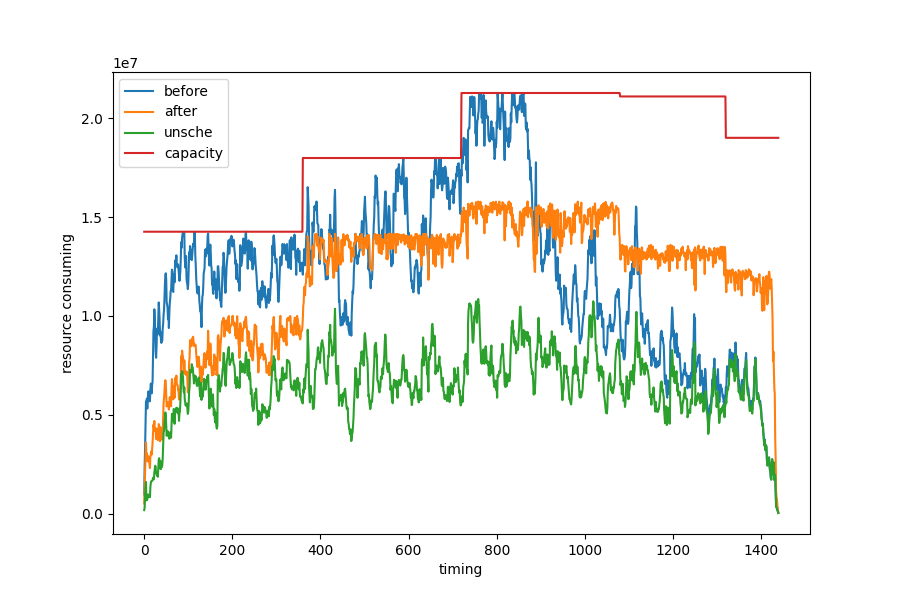 1e7
before
after
unsche
capacity
2.0
1.5
1.0
0.5
0.0
resource consuming
0 200 400 600 800 1000 1200 1400
timing